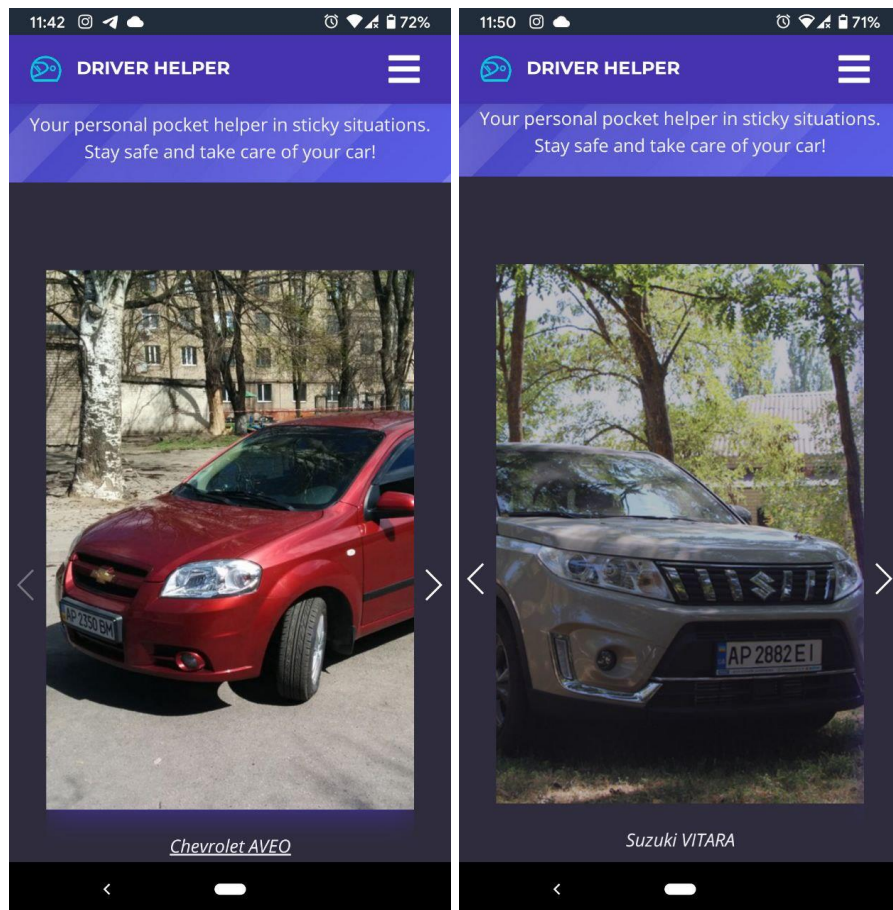 11:42
72%
DRIVER HELPER
Your personal pocket helper in sticky situations.
Stay safe and take care of your car!
AP 2350 BM
Chevrolet AVEO
11:50
71%
DRIVER HELPER
Your personal pocket helper in sticky situations.
Stay safe and take care of your car!
AP 2882 EI
Suzuki VITARA